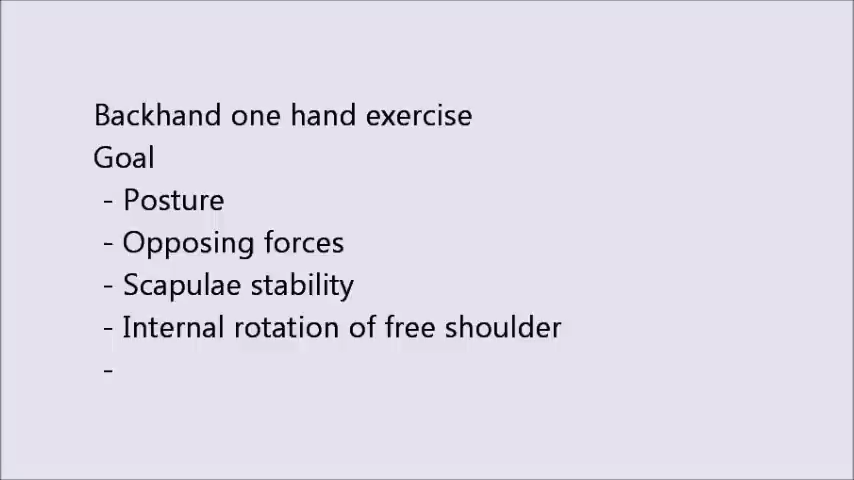 Backhand one hand exercise
Goal
- Posture
- Opposing forces
- Scapulae stability
- Internal rotation of free shoulder
-